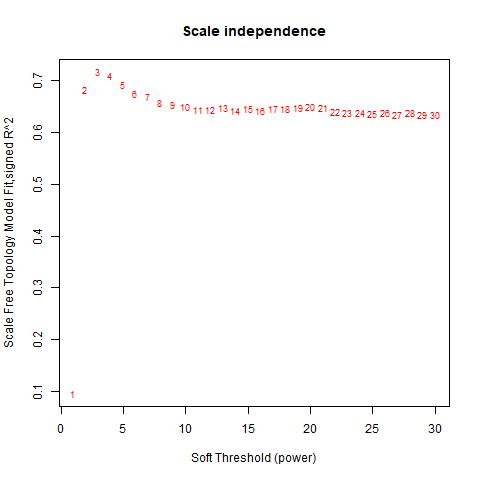 Scale independence
Scale Free Topology Model Fit,signed R^2
0.7
0.6
0.5
0.4
0.3
0.2
0.1
1 2 3 4 5 6 7 8 9 10 11 12 13 14 15 16 17 18 19 20 21 22 23 24 25 26 27 28 29 30
0 5 10 15 20 25 30
Soft Threshold (power)